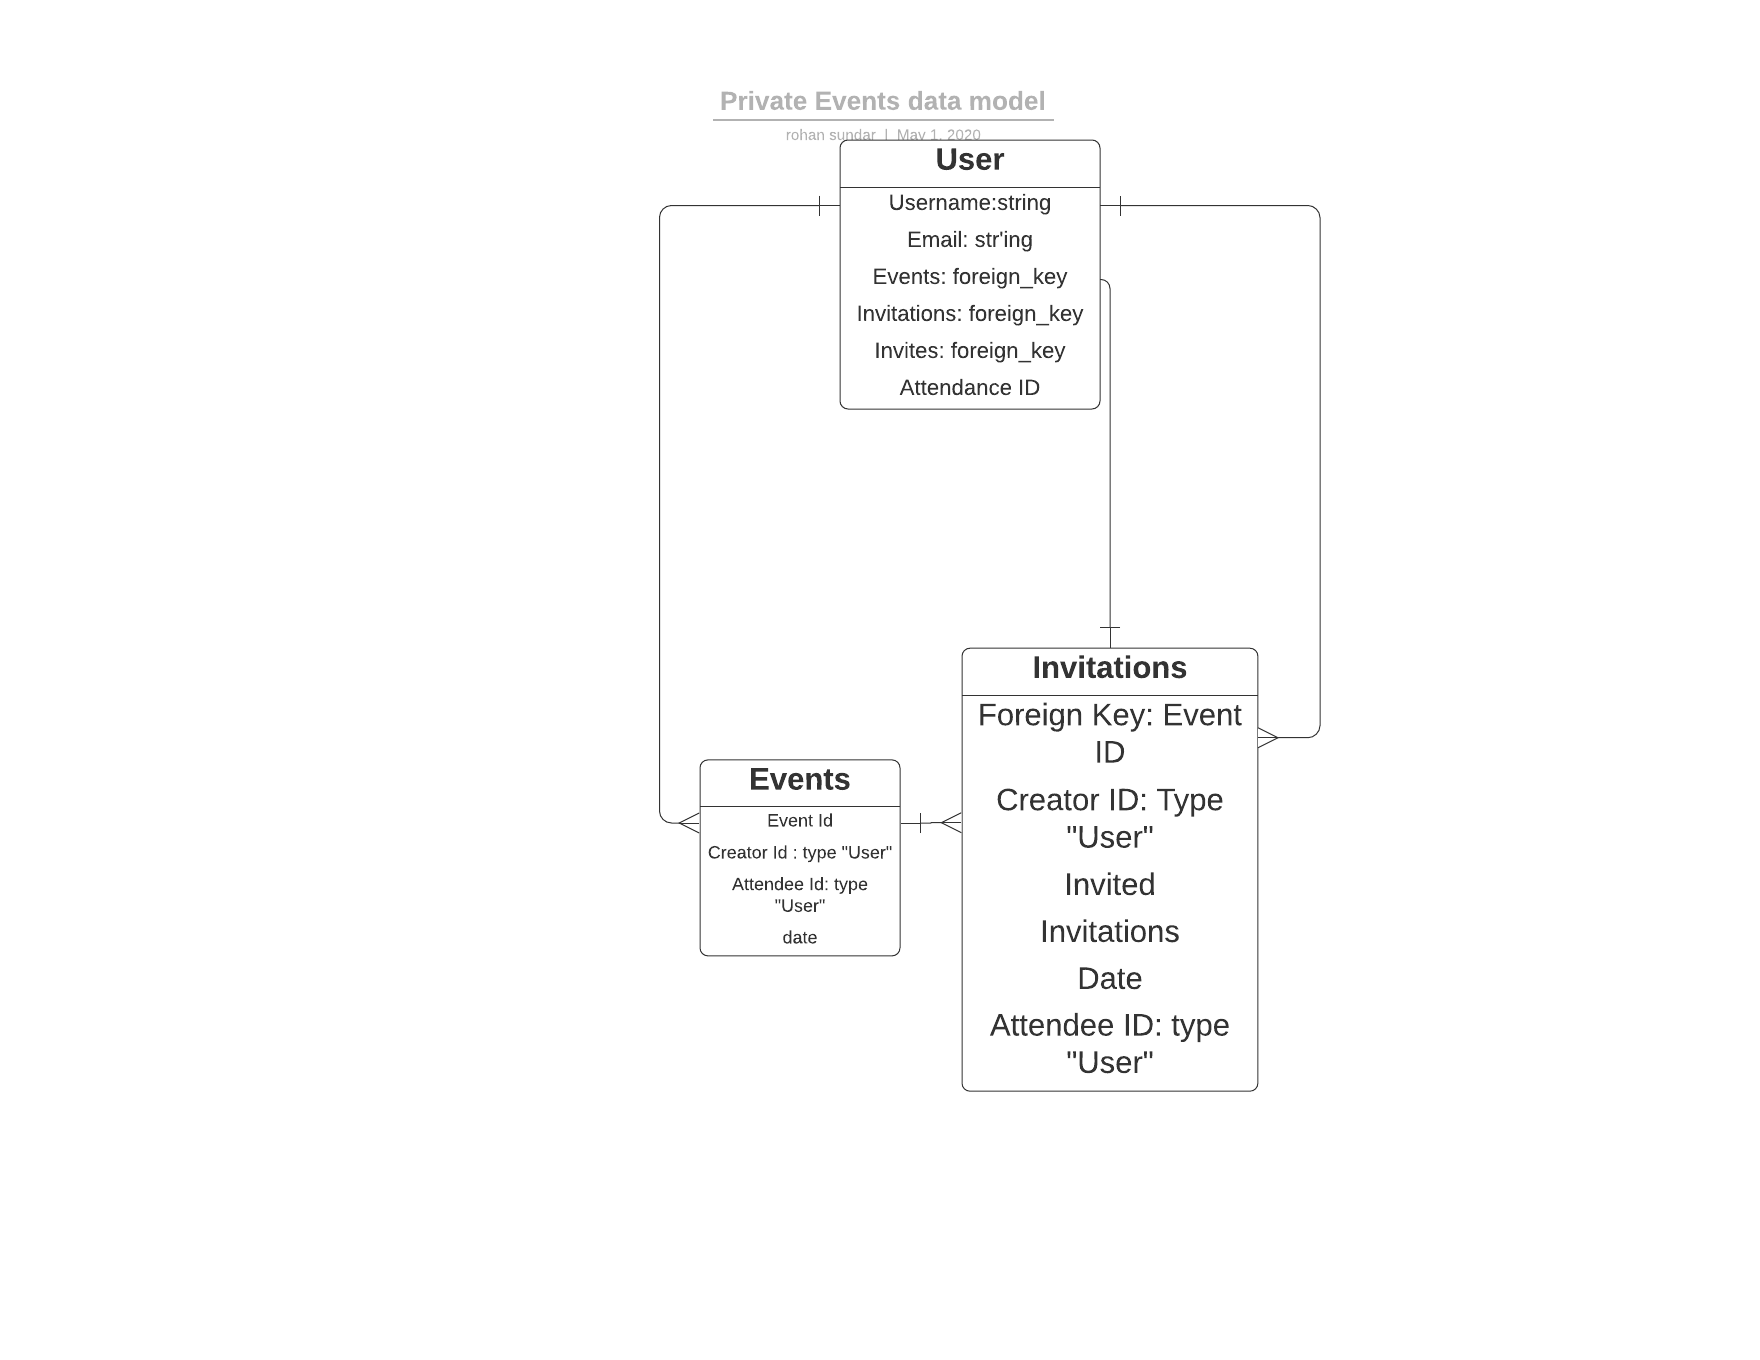 Private Events data model
rohan sundar | May 1, 2020
User
Username:string
Email: str'ing
Events: foreign_key
Invitations: foreign_key
Invites: foreign_key
Attendance ID
Events
Event Id
Creator Id : type "User"
Attendee Id: type
"User"
date
Invitations
Foreign Key: Event
ID
Creator ID: Type
"User"
Invited
Invitations
Date
Attendee ID: type
"User"